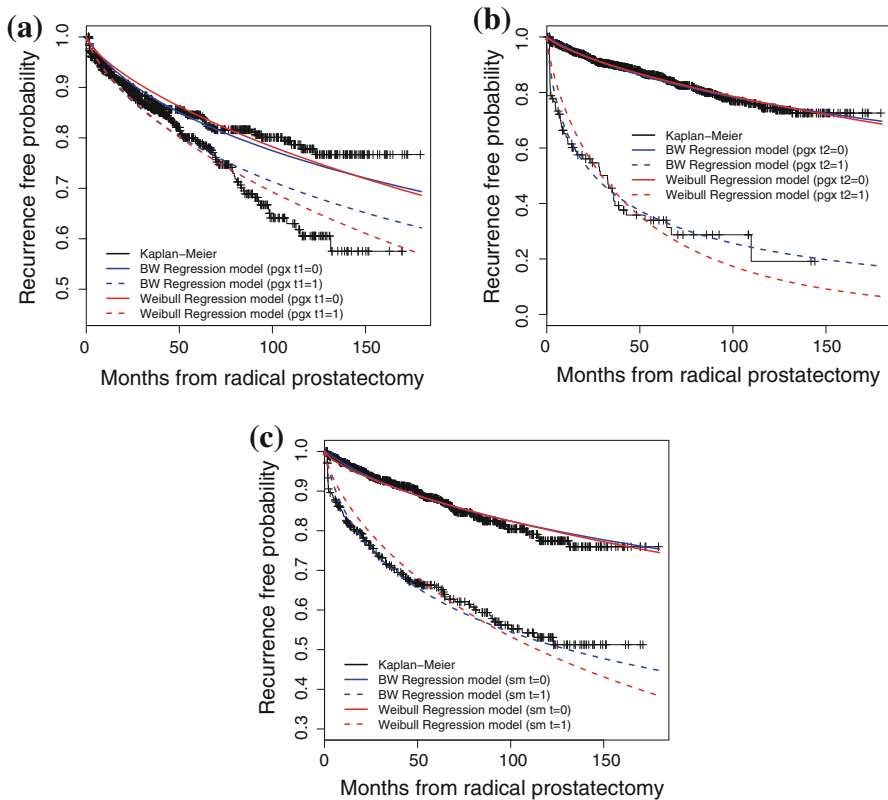 (a)
Recurrence free probability
1.0
0.9
0.8
0.7
0.6
0.5
Kaplan−Meier
BW Regression model (pgx t1=0)
BW Regression model (pgx t1=1)
Weibull Regression model (pgx t1=0)
Weibull Regression model (pgx t1=1)
0 50 100 150
Months from radical prostatectomy
(b)
Recurrence free probability
1.0
0.8
0.6
0.4
0.2
0.0
Kaplan−Meier
BW Regression model (pgx t2=0)
BW Regression model (pgx t2=1)
Weibull Regression model (pgx t2=0)
Weibull Regression model (pgx t2=1)
0 50 100 150
Months from radical prostatectomy
(c)
Recurrence free probability
1.0
0.9
0.8
0.7
0.6
0.5
0.4
0.3
Kaplan−Meier
BW Regression model (sm t=0)
BW Regression model (sm t=1)
Weibull Regression model (sm t=0)
Weibull Regression model (sm t=1)
0 50 100 150
Months from radical prostatectomy